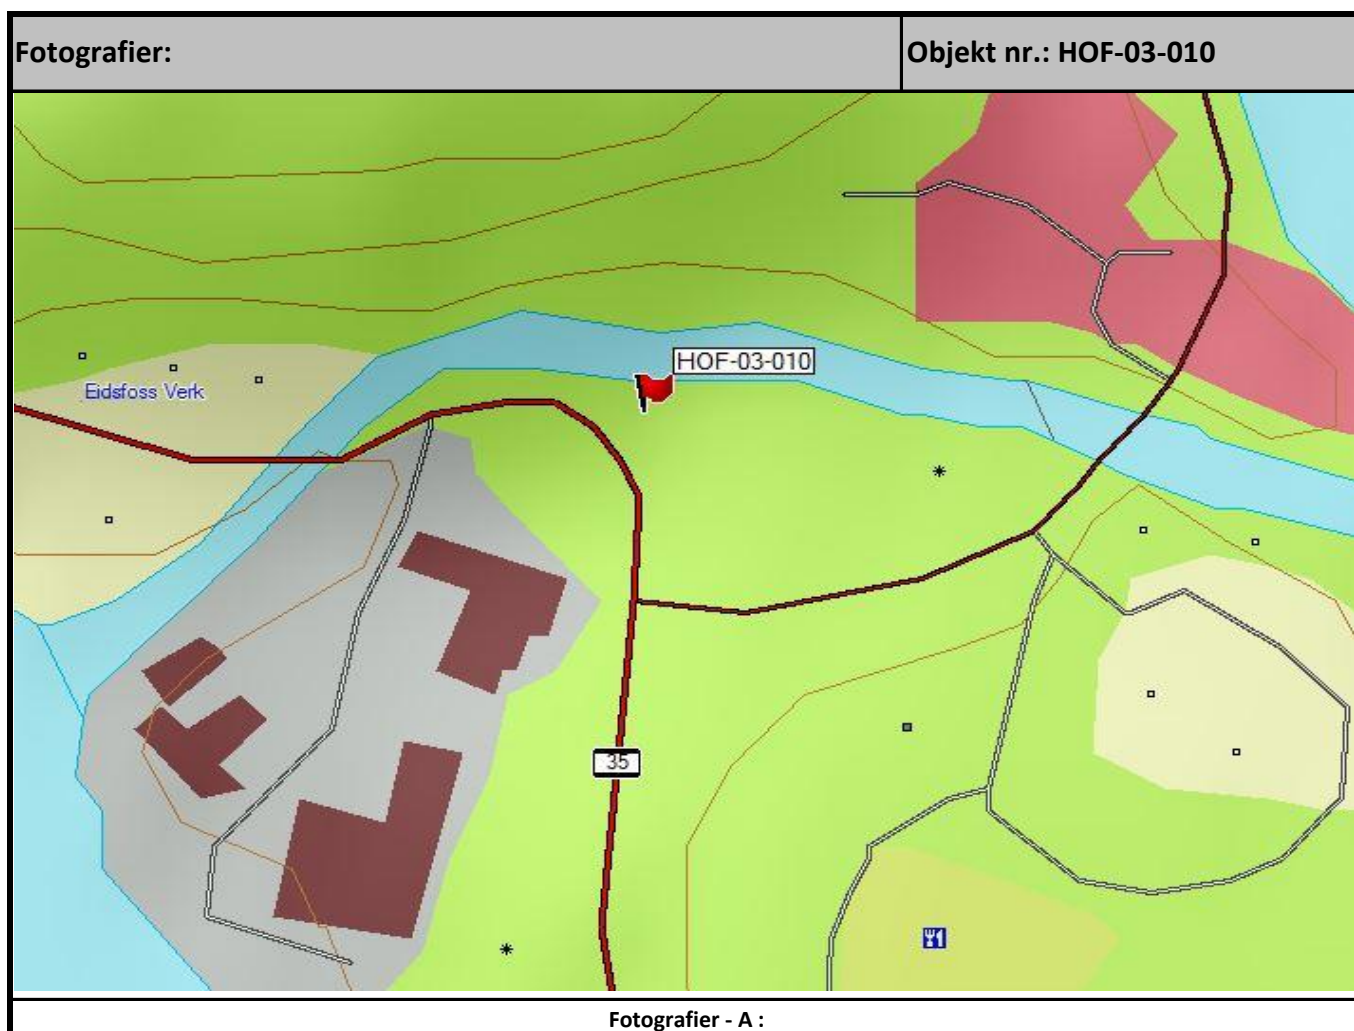 Fotografier:
Objekt nr.: HOF-03-010
HOF-03-010
Eidsfoss Verk
35
Fotografier - A :